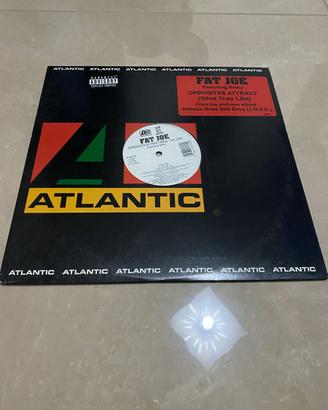 ATLANTIC ATLANTIC ATLANTIC ATLANTIC ATLANTIC ATLANTIC
PARENTAL
ADVISORY
EXPLICIT CONTENT
FAT JOE
Featuring Remy
OPPOSITES ATTRACT
(What They Like)
From the platinum album
Jealous Ones Still Envy (J.O.S.E.)
FAT JOE
ATLANTIC®
ATLANTIC ATLANTIC ATLANTIC ATLANTIC ATLANTIC ATLANTIC ATLANTIC